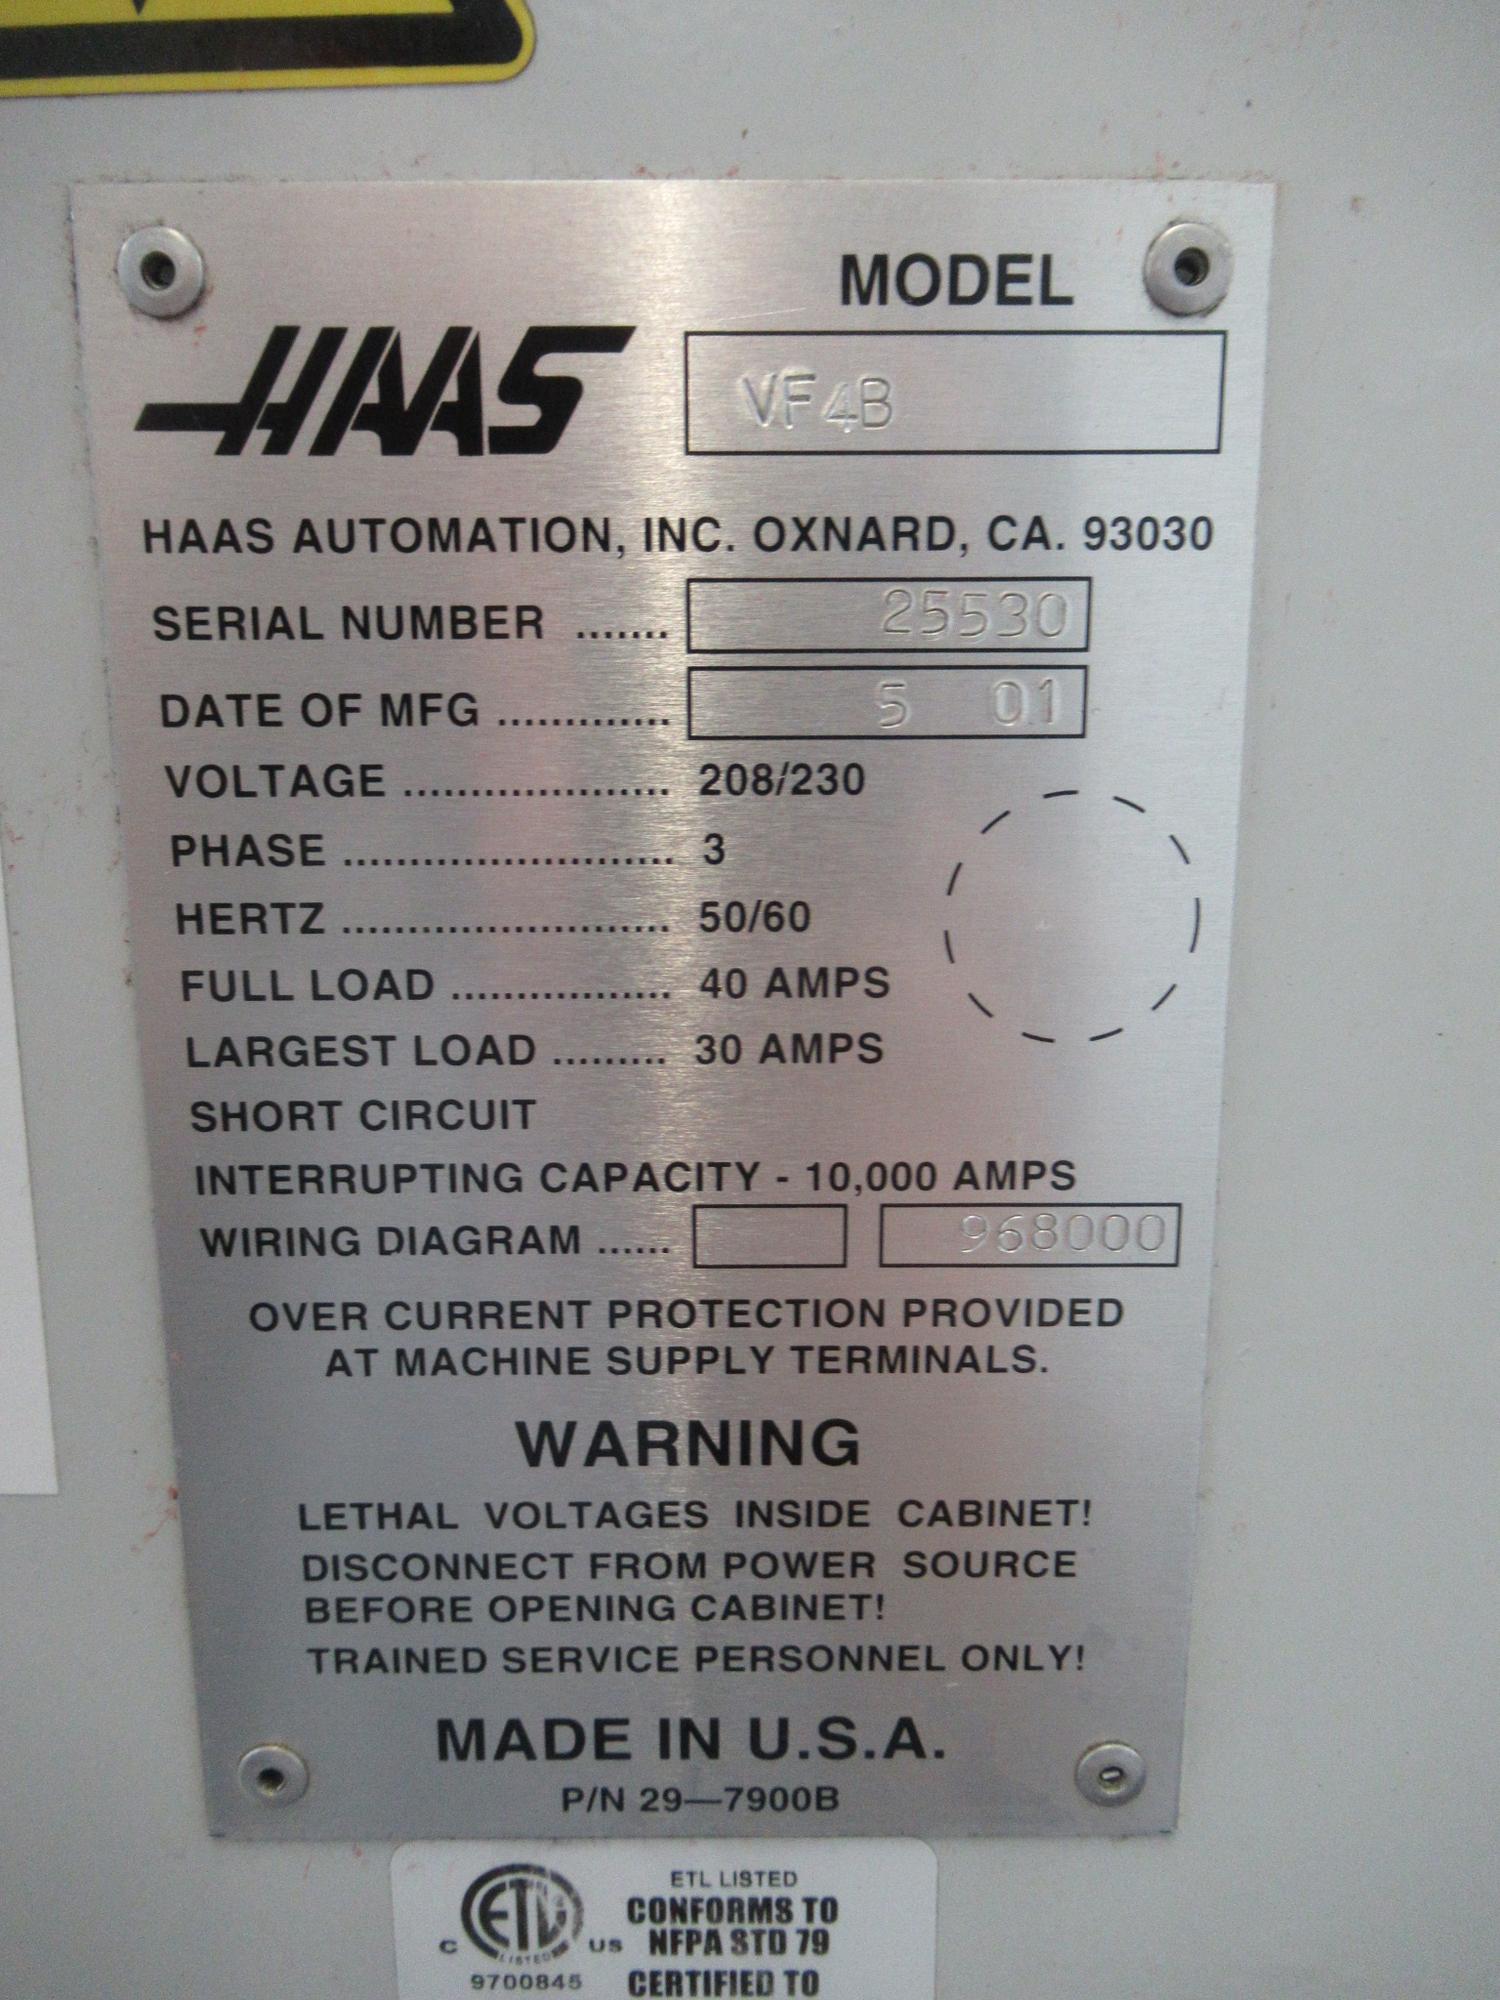 MODEL
HAAS
VF4B
HAAS AUTOMATION, INC. OXNARD, CA. 93030
SERIAL NUMBER ....... 25530
DATE OF MFG ............. 5 01
VOLTAGE .................... 208/230
PHASE ......................... 3
HERTZ ......................... 50/60
FULL LOAD ................. 40 AMPS
LARGEST LOAD ......... 30 AMPS
SHORT CIRCUIT
INTERRUPTING CAPACITY - 10,000 AMPS
WIRING DIAGRAM ...... 968000
OVER CURRENT PROTECTION PROVIDED
AT MACHINE SUPPLY TERMINALS.
WARNING
LETHAL VOLTAGES INSIDE CABINET!
DISCONNECT FROM POWER SOURCE
BEFORE OPENING CABINET!
TRAINED SERVICE PERSONNEL ONLY!
MADE IN U.S.A.
P/N 29—7900B
ETL LISTED
CONFORMS TO
NFPA STD 79
CERTIFIED TO
C ETL US
LISTED
9700845